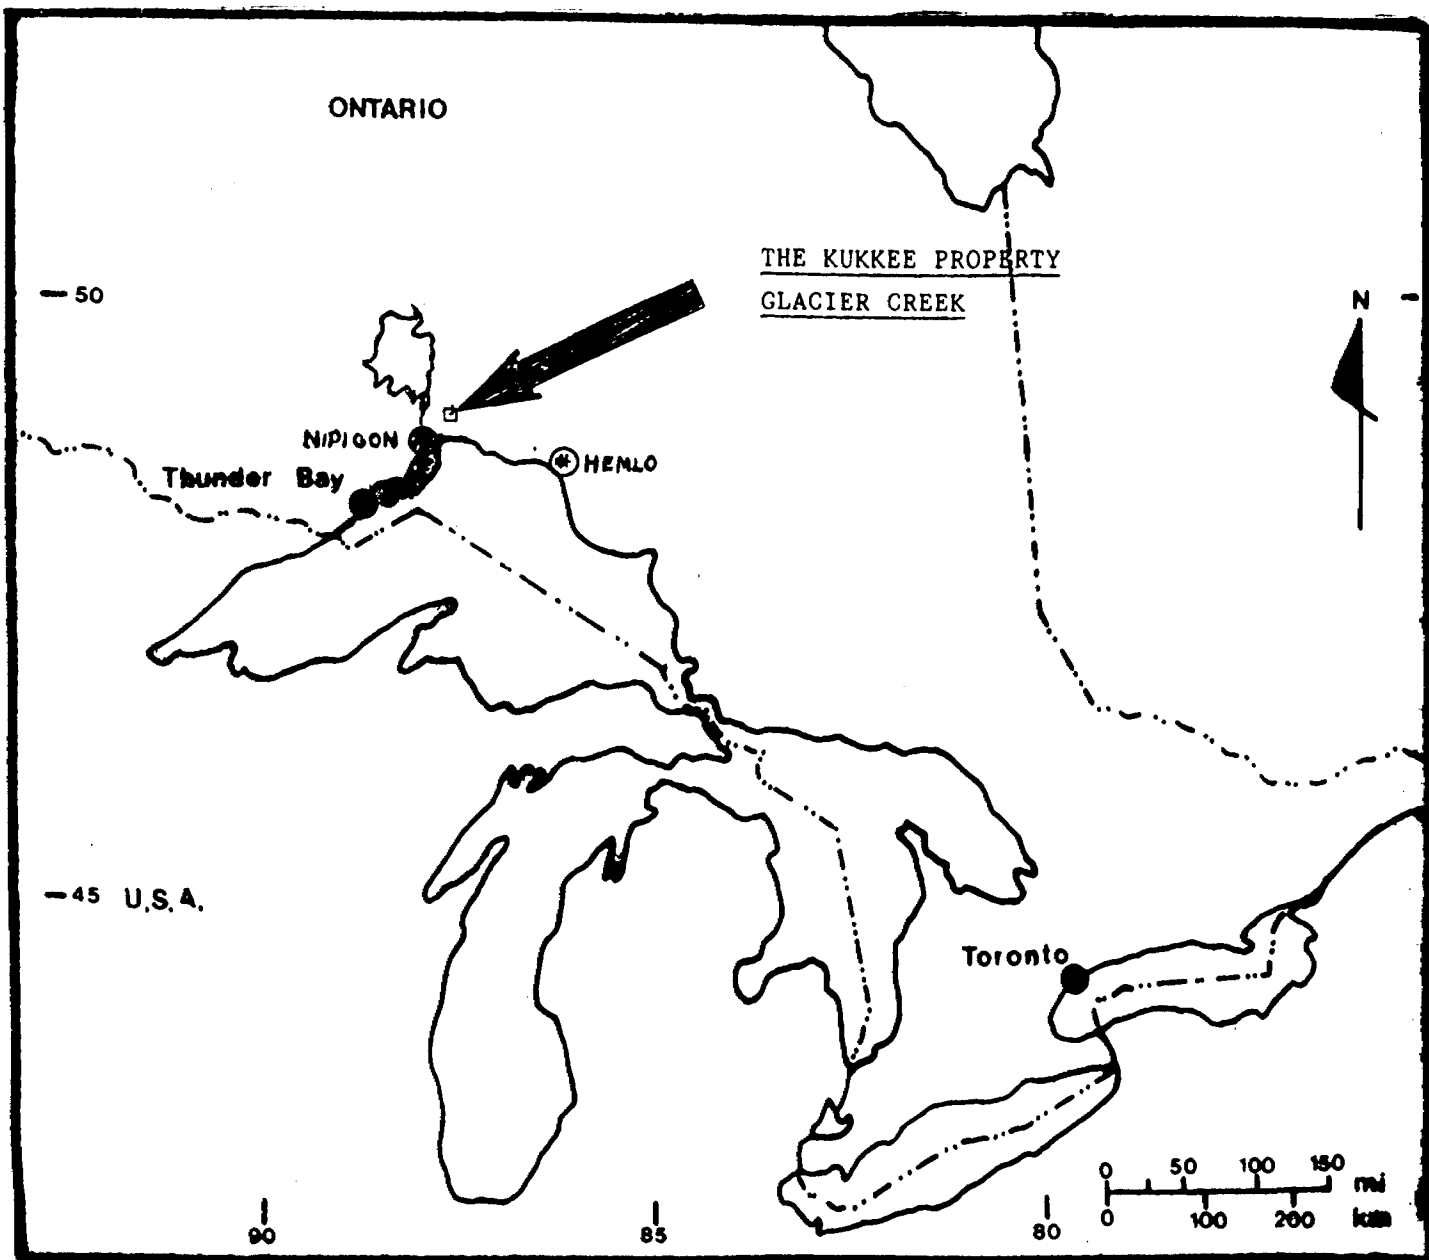 ONTARIO
THE KUKKEE PROPERTY
GLACIER CREEK
50
N
NIPIGON
HEMLO
Thunder Bay
45 U.S.A.
Toronto
0 50 100 150 mi
0 100 200 km
90 85 80